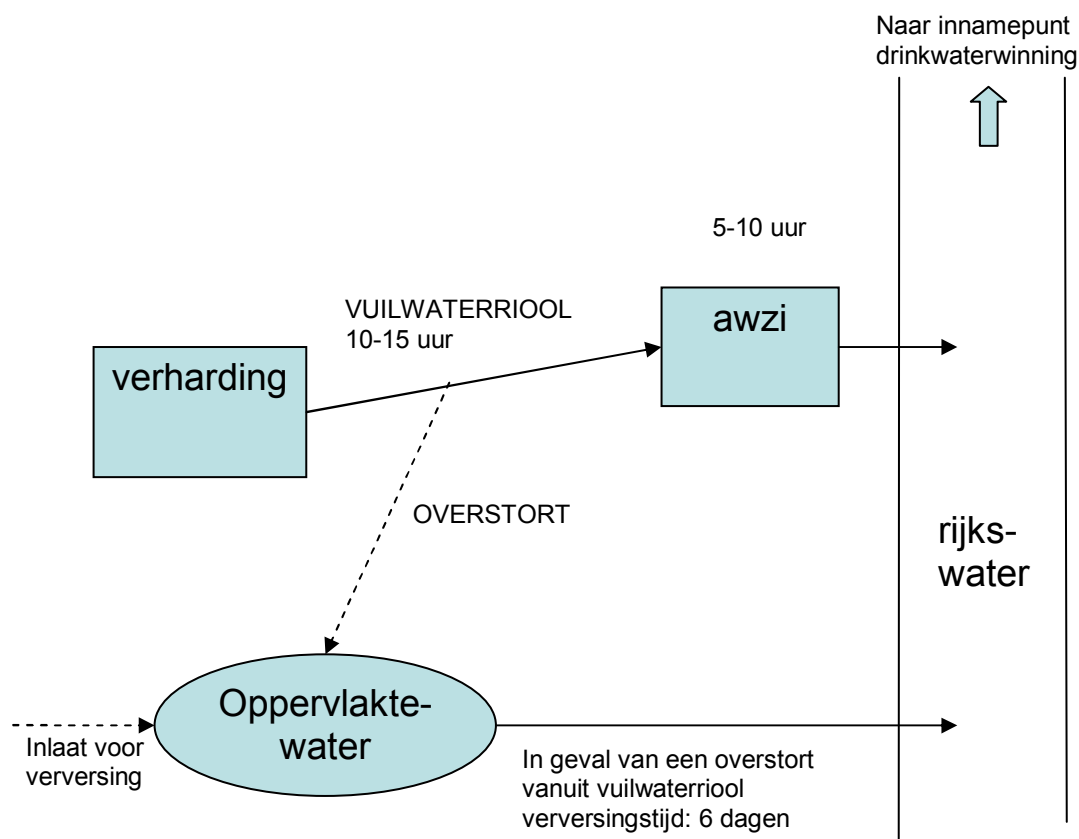 Naar innamepunt
drinkwaterwinning
5-10 uur
VUILWATERRIOOL
10-15 uur
awzi
verharding
OVERSTORT
rijks-
water
Oppervlakte-
water
Inlaat voor
verversing
In geval van een overstort
vanuit vuilwaterriool
verversingstijd: 6 dagen